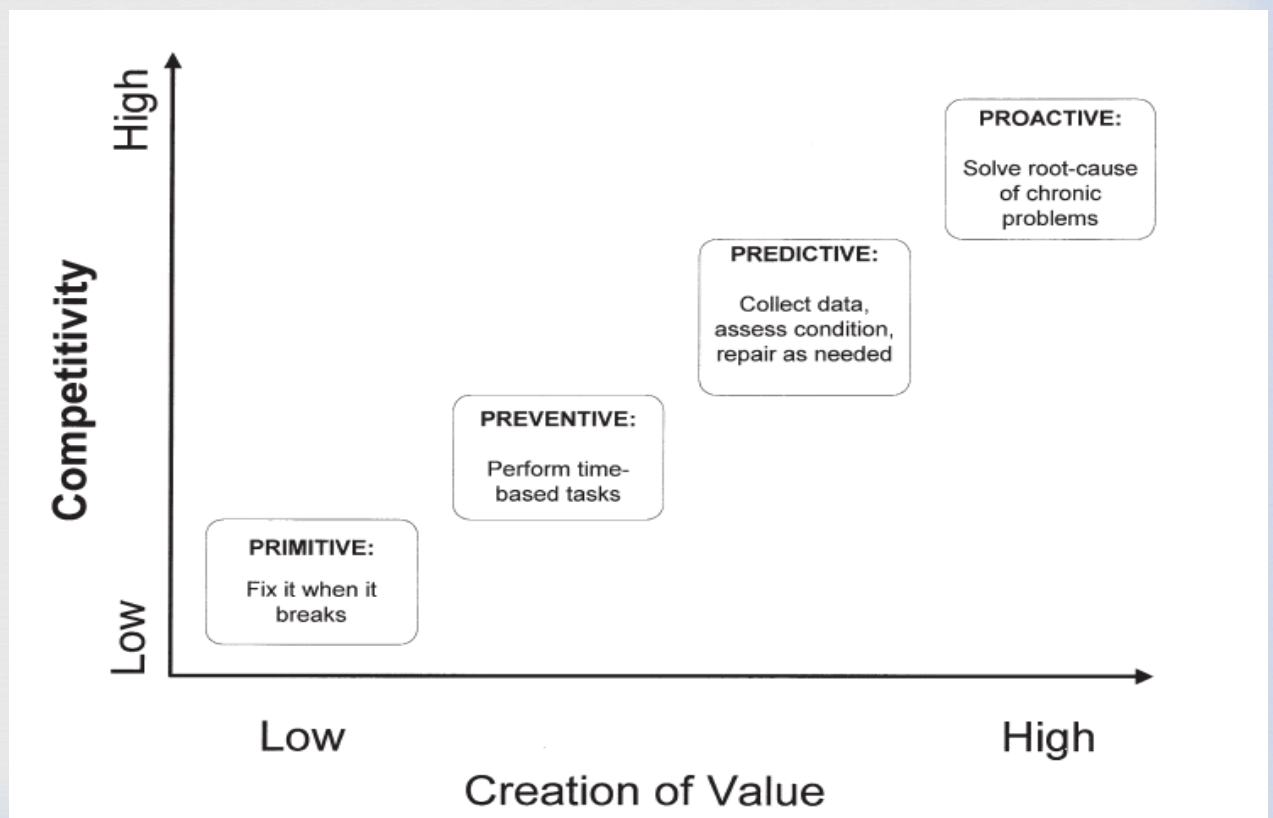 High
PROACTIVE:
Solve root-cause
of chronic
problems
PREDICTIVE:
Collect data,
assess condition,
repair as needed
Competitivity
PREVENTIVE:
Perform time-
based tasks
PRIMITIVE:
Fix it when it
breaks
Low
Low
High
Creation of Value